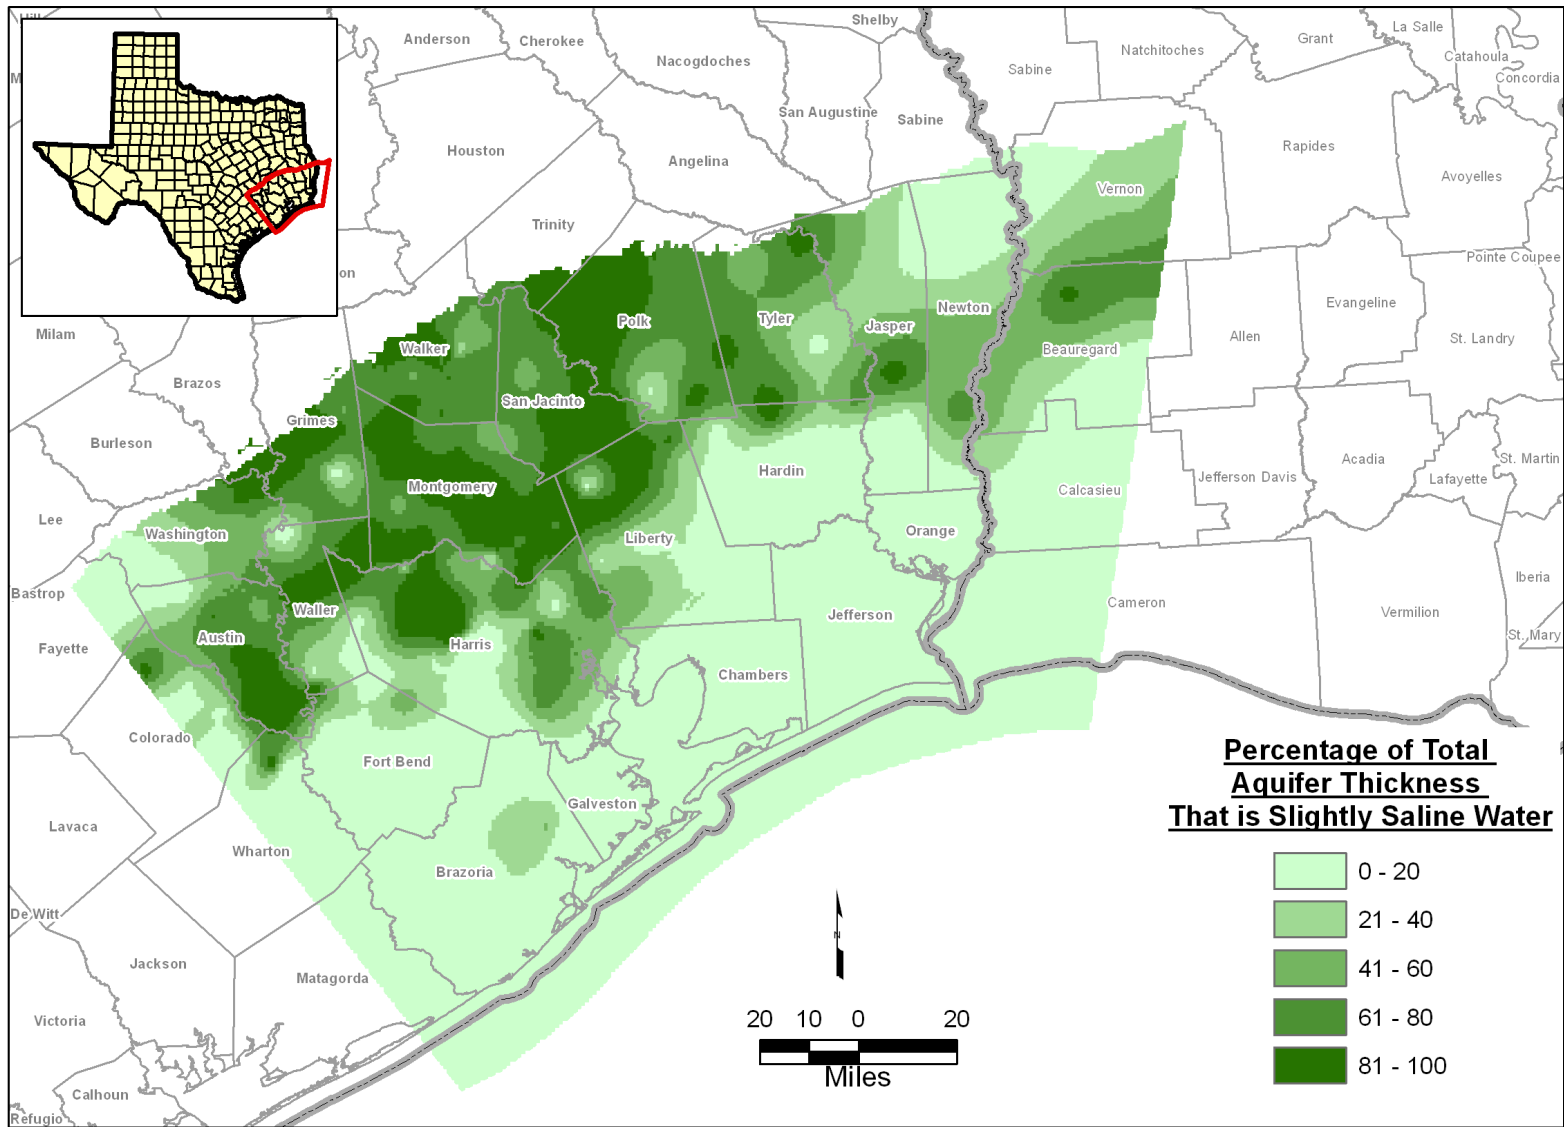 Shelby
Anderson
Cherokee
Nacogdoches
Sabine
Natchitoches
Grant
La Salle
Catahoula
Concordia
San Augustine
Sabine
Houston
Angelina
Rapides
Avoyelles
Vernon
Trinity
Pointe Coupee
Milam
Polk
Tyler
Jasper
Newton
Evangeline
Walker
Beauregard
Allen
St. Landry
Brazos
San Jacinto
Grimes
Burleson
Montgomery
Hardin
Acadia
St. Martin
Jefferson Davis
Lafayette
Calcasieu
Lee
Washington
Liberty
Orange
Iberia
Bastrop
Waller
Jefferson
Cameron
Vermilion
Fayette
Austin
Harris
St. Mary
Chambers
Colorado
Fort Bend
Galveston
Lavaca
Wharton
Brazoria
De Witt
Jackson
Matagorda
Victoria
Calhoun
Refugio
Percentage of Total
Aquifer Thickness
That is Slightly Saline Water
0 - 20
21 - 40
41 - 60
61 - 80
81 - 100
N
20 10 0 20
Miles